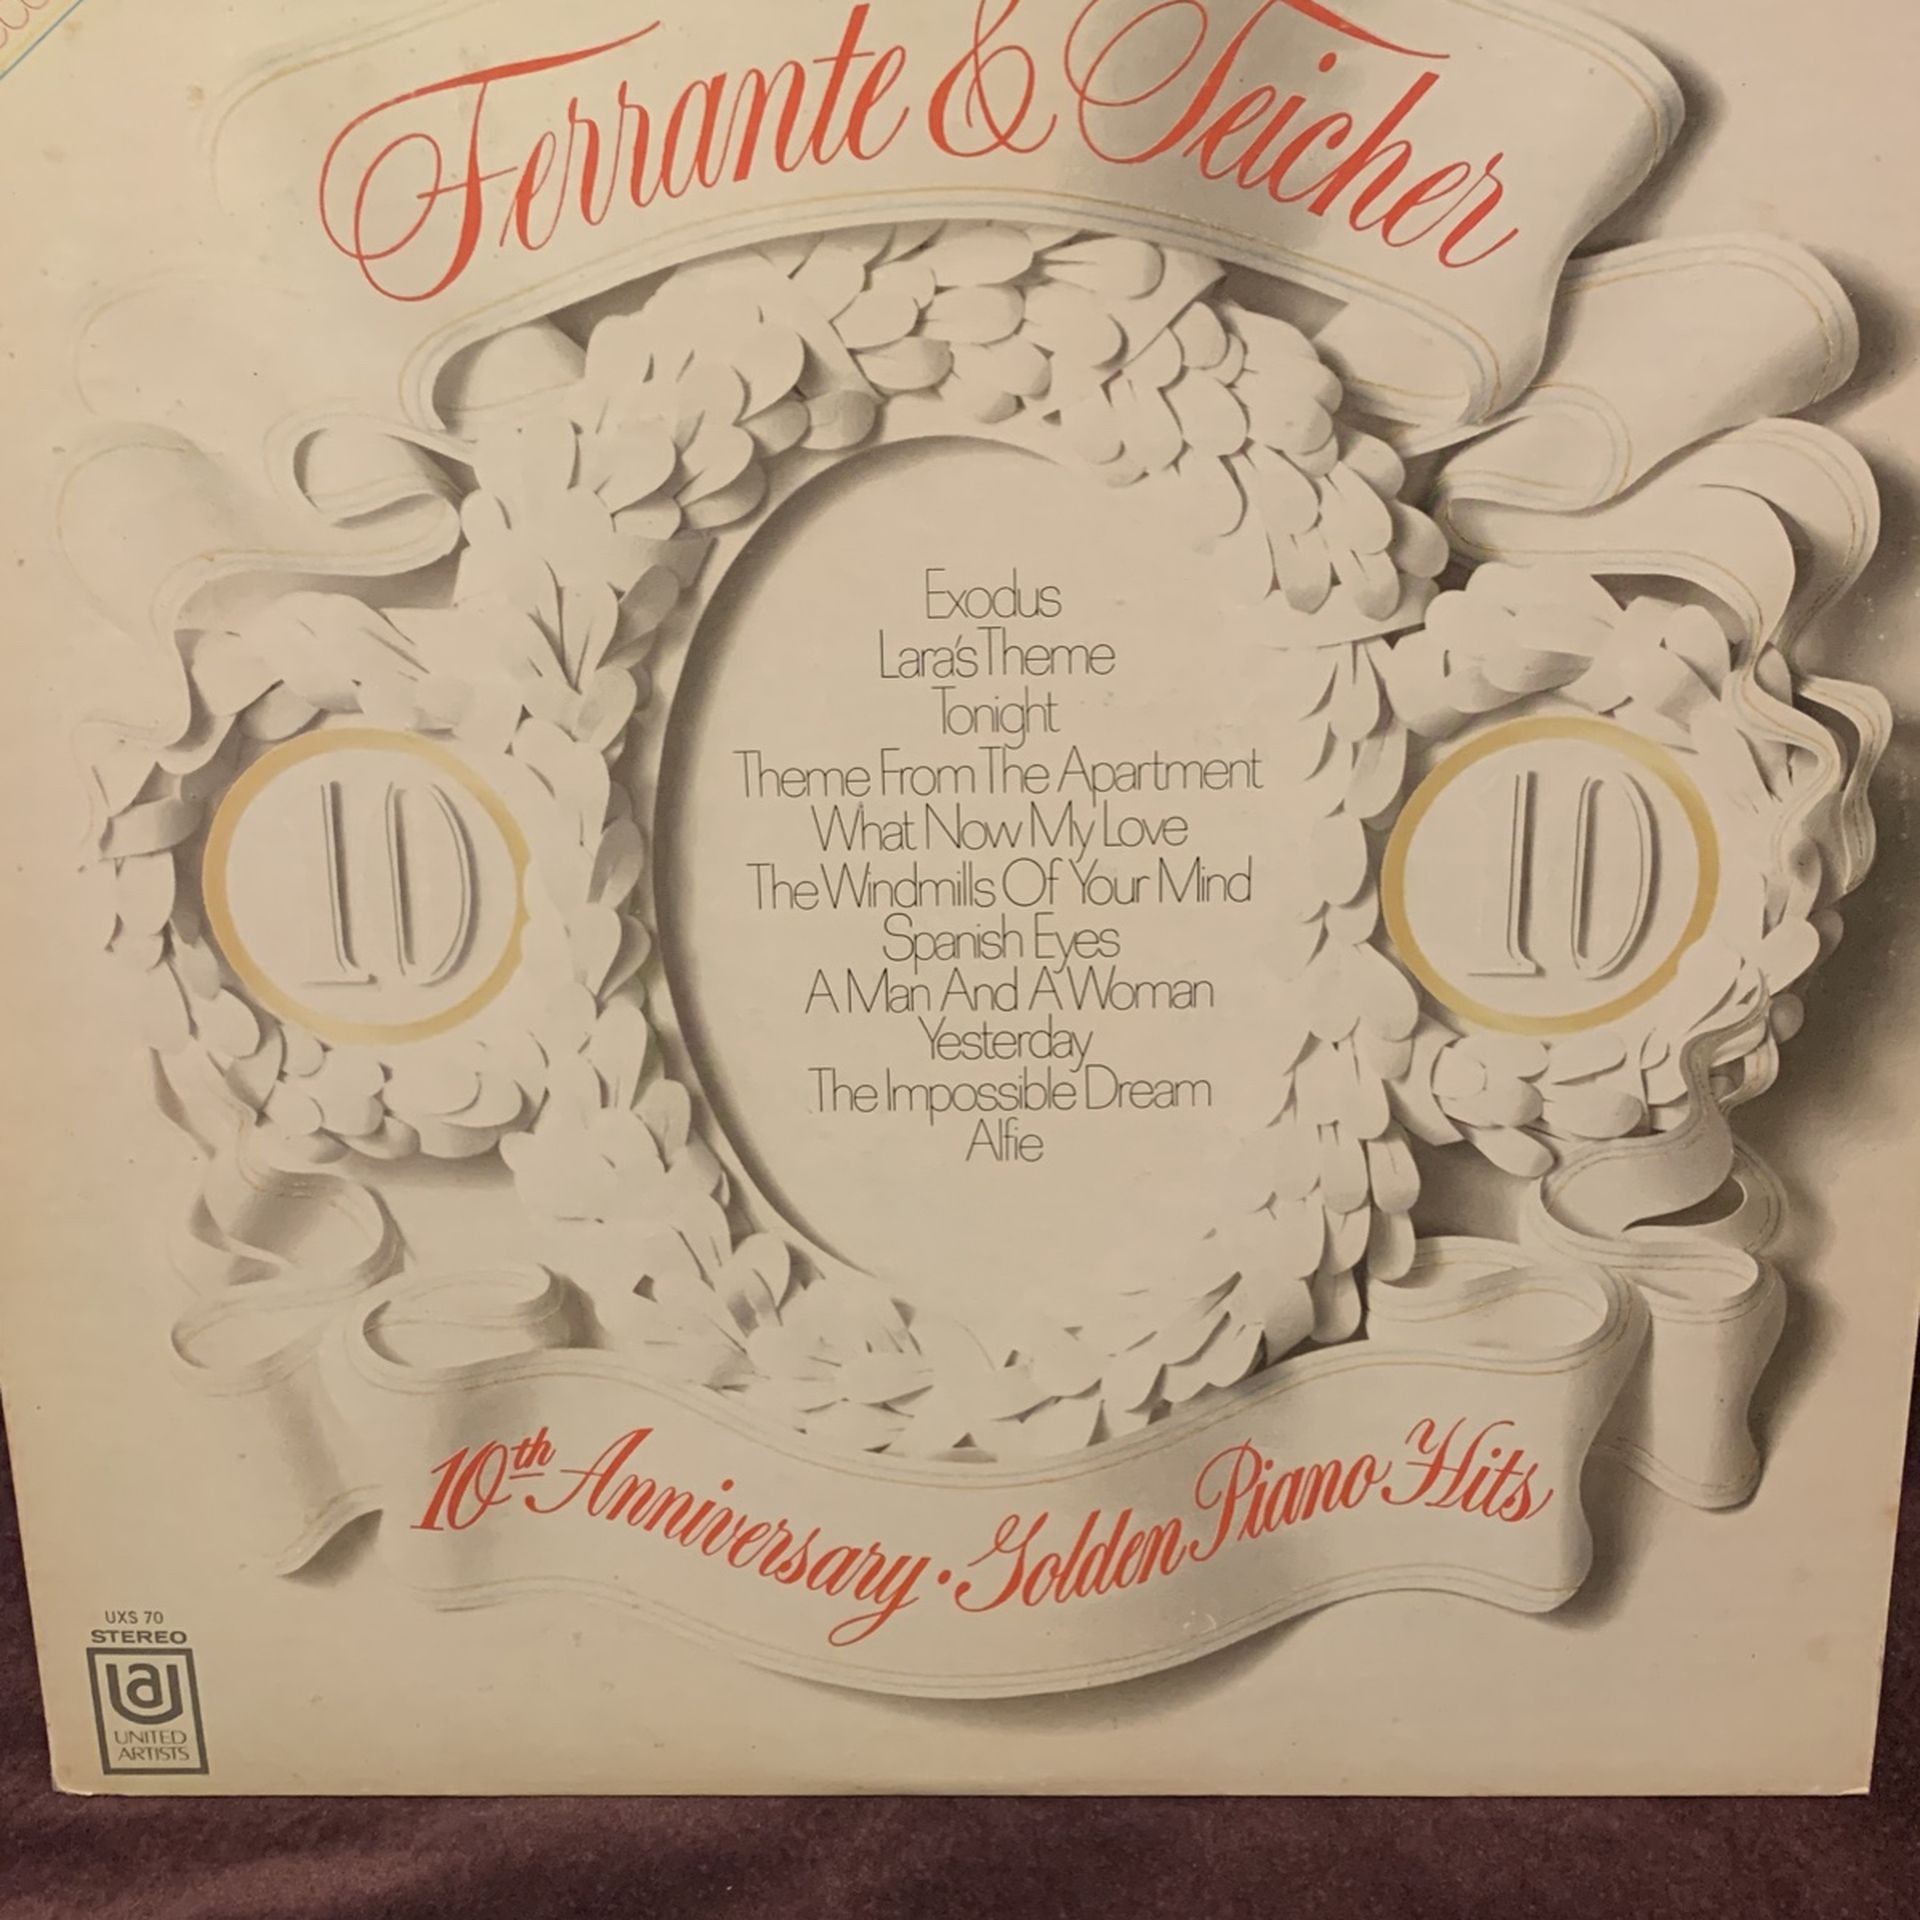 Ferrante & Teicher
Exodus
Lara's Theme
Tonight
Theme From The Apartment
What Now My Love
The Windmills Of Your Mind
Spanish Eyes
A Man And A Woman
Yesterday
The Impossible Dream
Alfie
10
10
10th Anniversary · Golden Piano Hits
UXS 70
STEREO
UA
UNITED
ARTISTS